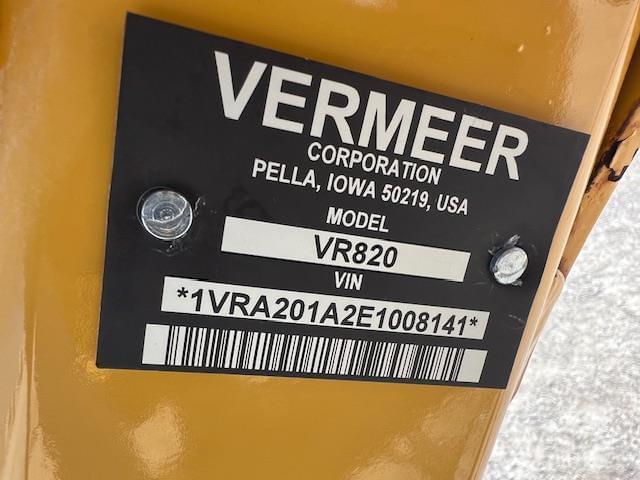 VERMEER
CORPORATION
PELLA, IOWA 50219, USA
MODEL
VR820
VIN
*1VRA201A2E1008141*